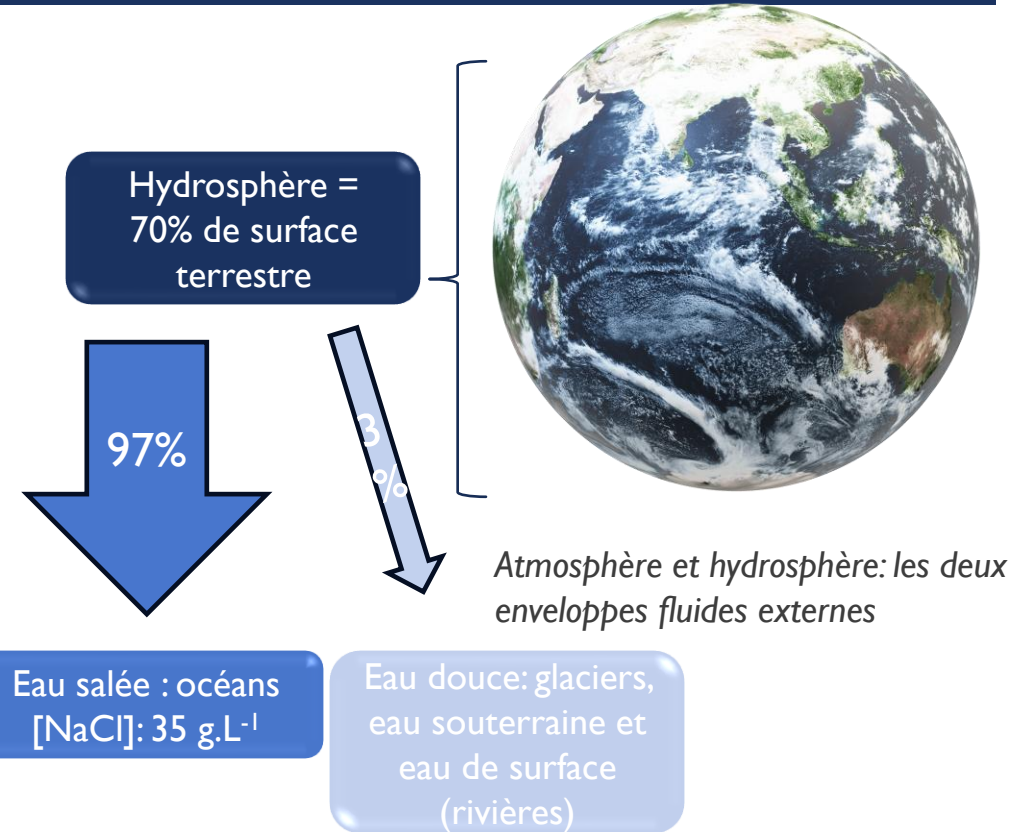 Hydrosphère =
70% de surface
terrestre
97%
3
%
Atmosphère et hydrosphère: les deux
enveloppes fluides externes
Eau salée : océans
[NaCl]: 35 g.L⁻¹
Eau douce: glaciers,
eau souterraine et
eau de surface
(rivières)